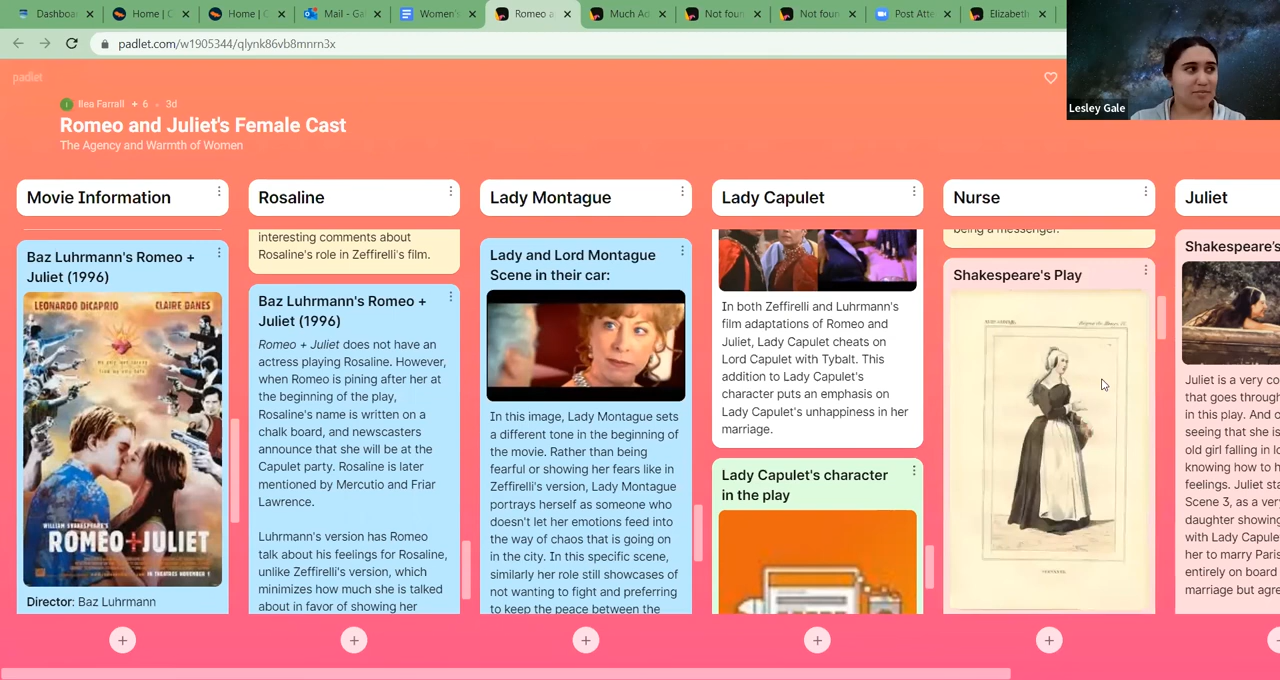 Dashboa
Home | C
Home | C
Mail - Ga
Women's
Romeo a
Much Ad
Not foun
Not foun
Post Atte
Elizabeth
padlet.com/w1905344/qlynk86vb8mnrn3x
Lesley Gale
padlet
Ilea Farrall + 6 · 3d
Romeo and Juliet's Female Cast
The Agency and Warmth of Women
Movie Information
Baz Luhrmann's Romeo +
Juliet (1996)
LEONARDO DiCAPRIO CLAIRE DANES
WILLIAM SHAKESPEARE'S
ROMEO + JULIET
IN THEATRES NOVEMBER 1
Director: Baz Luhrmann
Rosaline
interesting comments about
Rosaline's role in Zeffirelli's film.
Baz Luhrmann's Romeo +
Juliet (1996)
Romeo + Juliet does not have an
actress playing Rosaline. However,
when Romeo is pining after her at
the beginning of the play,
Rosaline's name is written on a
chalk board, and newscasters
announce that she will be at the
Capulet party. Rosaline is later
mentioned by Mercutio and Friar
Lawrence.
Luhrmann's version has Romeo
talk about his feelings for Rosaline,
unlike Zeffirelli's version, which
minimizes how much she is talked
about in favor of showing her
Lady Montague
Lady and Lord Montague
Scene in their car:
In this image, Lady Montague sets
a different tone in the beginning of
the movie. Rather than being
fearful or showing her fears like in
Zeffirelli's version, Lady Montague
portrays herself as someone who
doesn't let her emotions feed into
the way of chaos that is going on
in the city. In this specific scene,
similarly her role still showcases of
not wanting to fight and preferring
to keep the peace between the
Lady Capulet
In both Zeffirelli and Luhrmann's
film adaptations of Romeo and
Juliet, Lady Capulet cheats on
Lord Capulet with Tybalt. This
addition to Lady Capulet's
character puts an emphasis on
Lady Capulet's unhappiness in her
marriage.
Lady Capulet's character
in the play
Nurse
being a messenger.
Shakespeare's Play
Juliet
Shakespeare's
Juliet is a very co
that goes through
in this play. And o
seeing that she is
old girl falling in lo
knowing how to h
feelings. Juliet sta
Scene 3, as a very
daughter showing
with Lady Capulet
her to marry Paris
entirely on board
marriage but agre